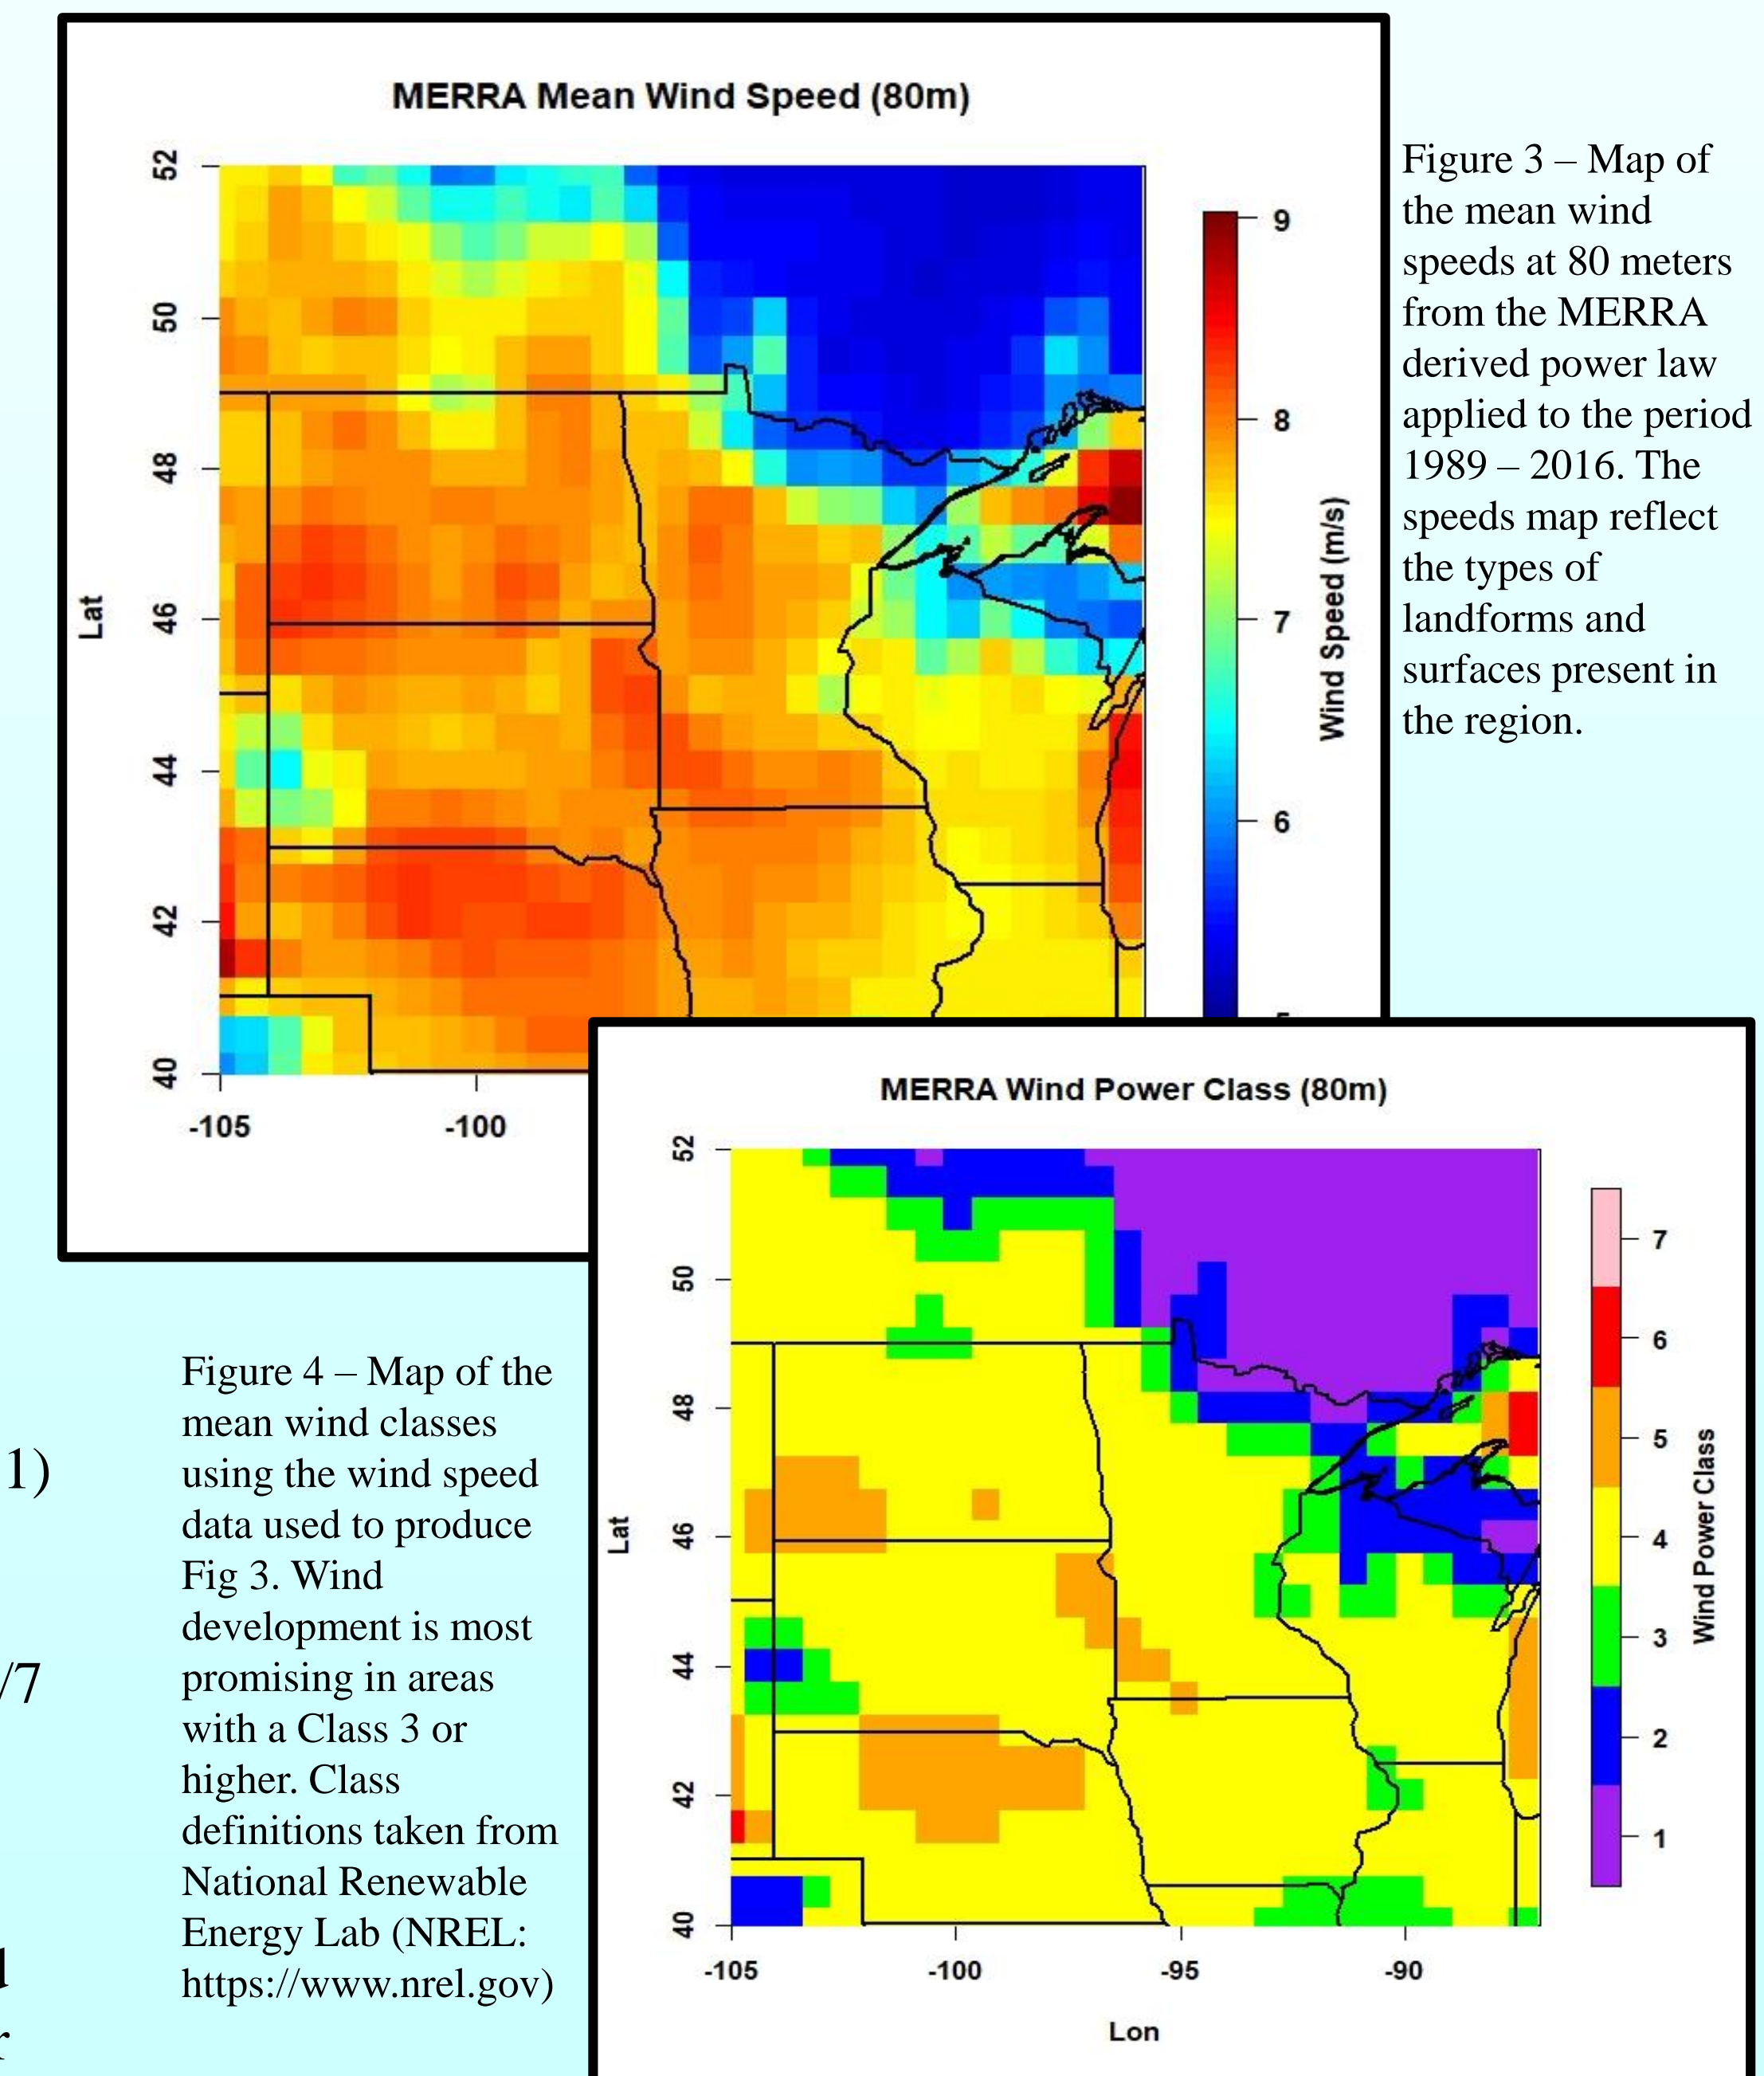 MERRA Mean Wind Speed (80m)
52
50
48
46
44
42
40
Lat
-105
-100
9
8
7
6
Wind Speed (m/s)
Figure 3 – Map of
the mean wind
speeds at 80 meters
from the MERRA
derived power law
applied to the period
1989 – 2016. The
speeds map reflect
the types of
landforms and
surfaces present in
the region.
MERRA Wind Power Class (80m)
52
50
48
46
44
42
40
Lat
-105
-100
-95
-90
Lon
7
6
5
4
3
2
1
Wind Power Class
Figure 4 – Map of the
mean wind classes
using the wind speed
data used to produce
Fig 3. Wind
development is most
promising in areas
with a Class 3 or
higher. Class
definitions taken from
National Renewable
Energy Lab (NREL:
https://www.nrel.gov)
1)
/7